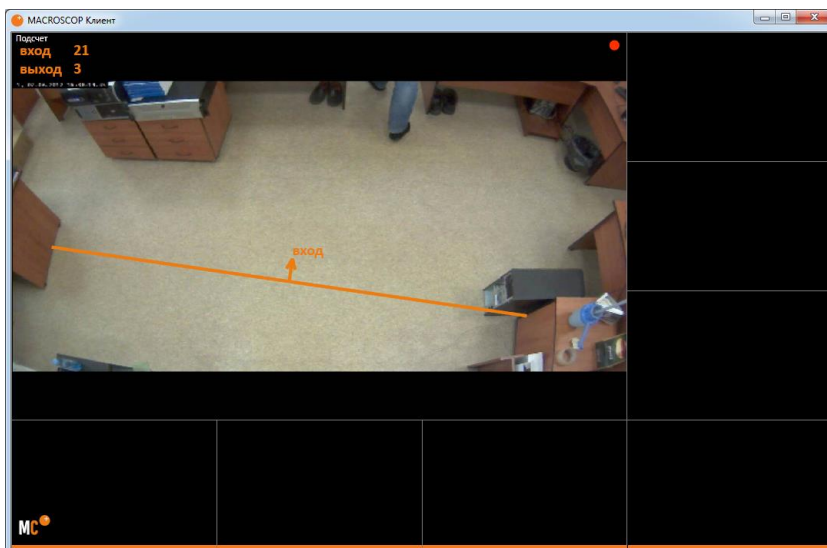 MACROSCOP Клиент
Подсчет
вход 21
выход 3
вход
MC